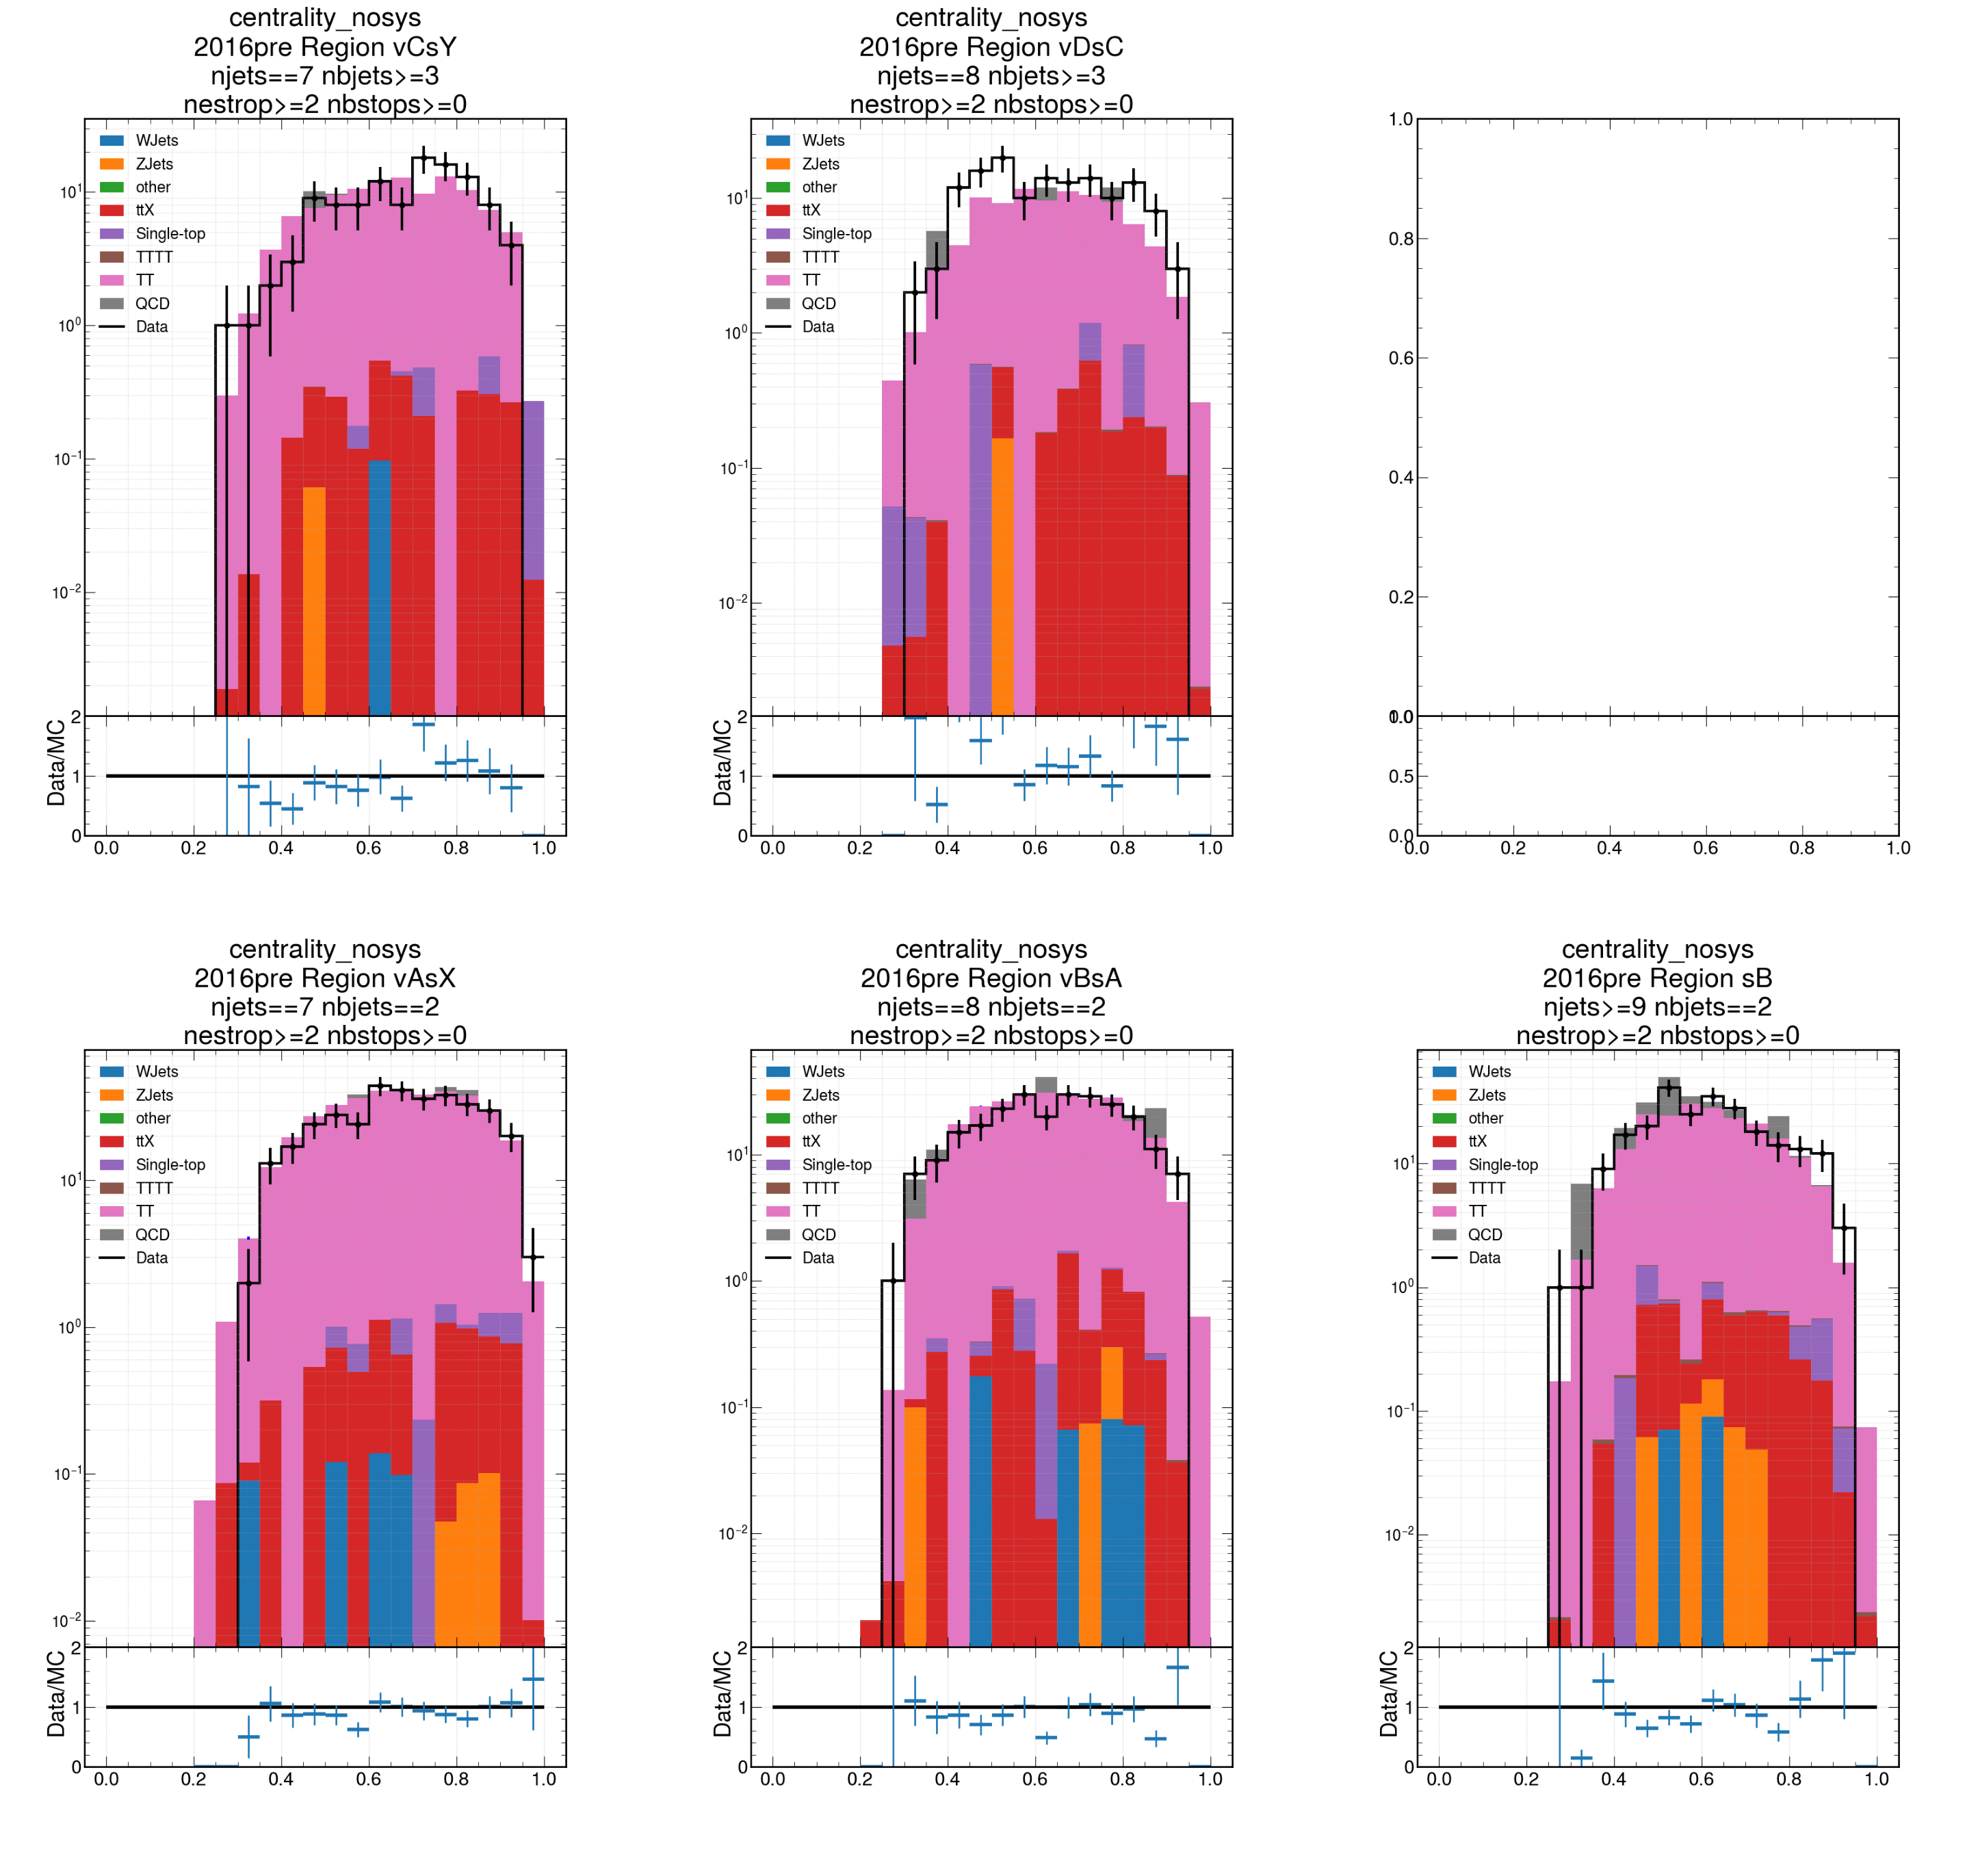 centrality_nosys
2016pre Region vCsY
njets==7 nbjets>=3
nestrop>=2 nbstops>=0
WJets
ZJets
other
ttX
Single-top
TTTT
TT
QCD
Data
10^1
10^0
10^-1
10^-2
2
1
0
Data/MC
0.0 0.2 0.4 0.6 0.8 1.0
centrality_nosys
2016pre Region vDsC
njets==8 nbjets>=3
nestrop>=2 nbstops>=0
WJets
ZJets
other
ttX
Single-top
TTTT
TT
QCD
Data
10^1
10^0
10^-1
10^-2
2
1
0
Data/MC
0.0 0.2 0.4 0.6 0.8 1.0
1.0
0.8
0.6
0.4
0.2
0.0
1.0
0.5
0.0
0.0 0.2 0.4 0.6 0.8 1.0
centrality_nosys
2016pre Region vAsX
njets==7 nbjets==2
nestrop>=2 nbstops>=0
WJets
ZJets
other
ttX
Single-top
TTTT
TT
QCD
Data
10^1
10^0
10^-1
10^-2
2
1
0
Data/MC
0.0 0.2 0.4 0.6 0.8 1.0
centrality_nosys
2016pre Region vBsA
njets==8 nbjets==2
nestrop>=2 nbstops>=0
WJets
ZJets
other
ttX
Single-top
TTTT
TT
QCD
Data
10^1
10^0
10^-1
10^-2
2
1
0
Data/MC
0.0 0.2 0.4 0.6 0.8 1.0
centrality_nosys
2016pre Region sB
njets>=9 nbjets==2
nestrop>=2 nbstops>=0
WJets
ZJets
other
ttX
Single-top
TTTT
TT
QCD
Data
10^1
10^0
10^-1
10^-2
2
1
0
Data/MC
0.0 0.2 0.4 0.6 0.8 1.0